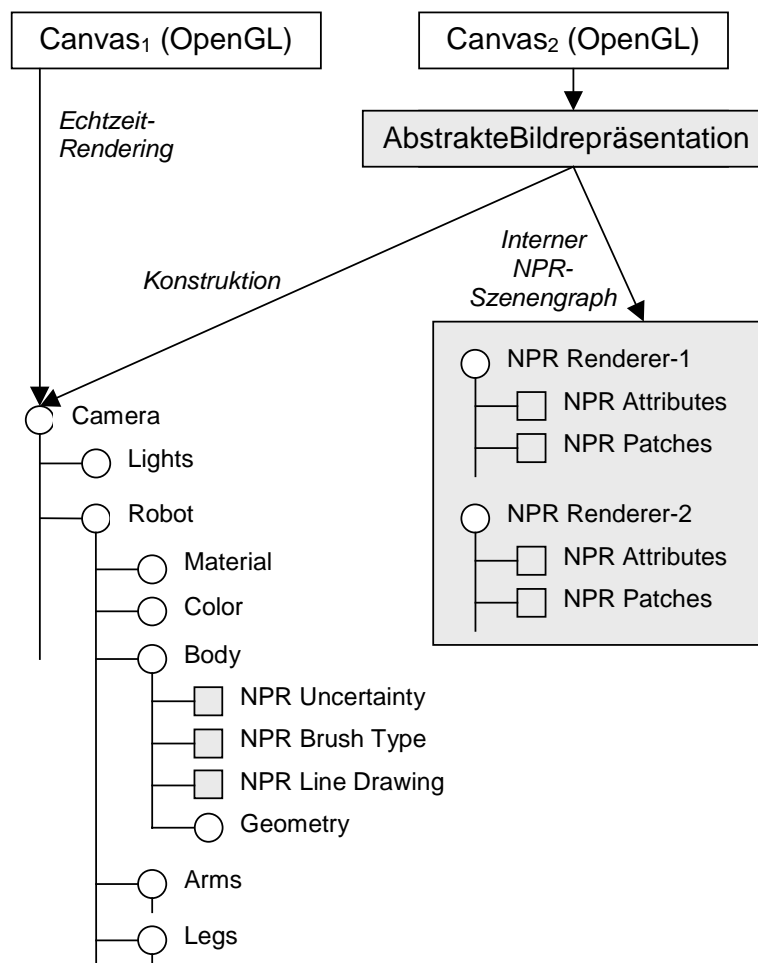 Canvas₁ (OpenGL)
Canvas₂ (OpenGL)
Echtzeit-
Rendering
AbstrakteBildrepräsentation
Konstruktion
Interner
NPR-
Szenengraph
Camera
Lights
Robot
Material
Color
Body
NPR Uncertainty
NPR Brush Type
NPR Line Drawing
Geometry
Arms
Legs
NPR Renderer-1
NPR Attributes
NPR Patches
NPR Renderer-2
NPR Attributes
NPR Patches